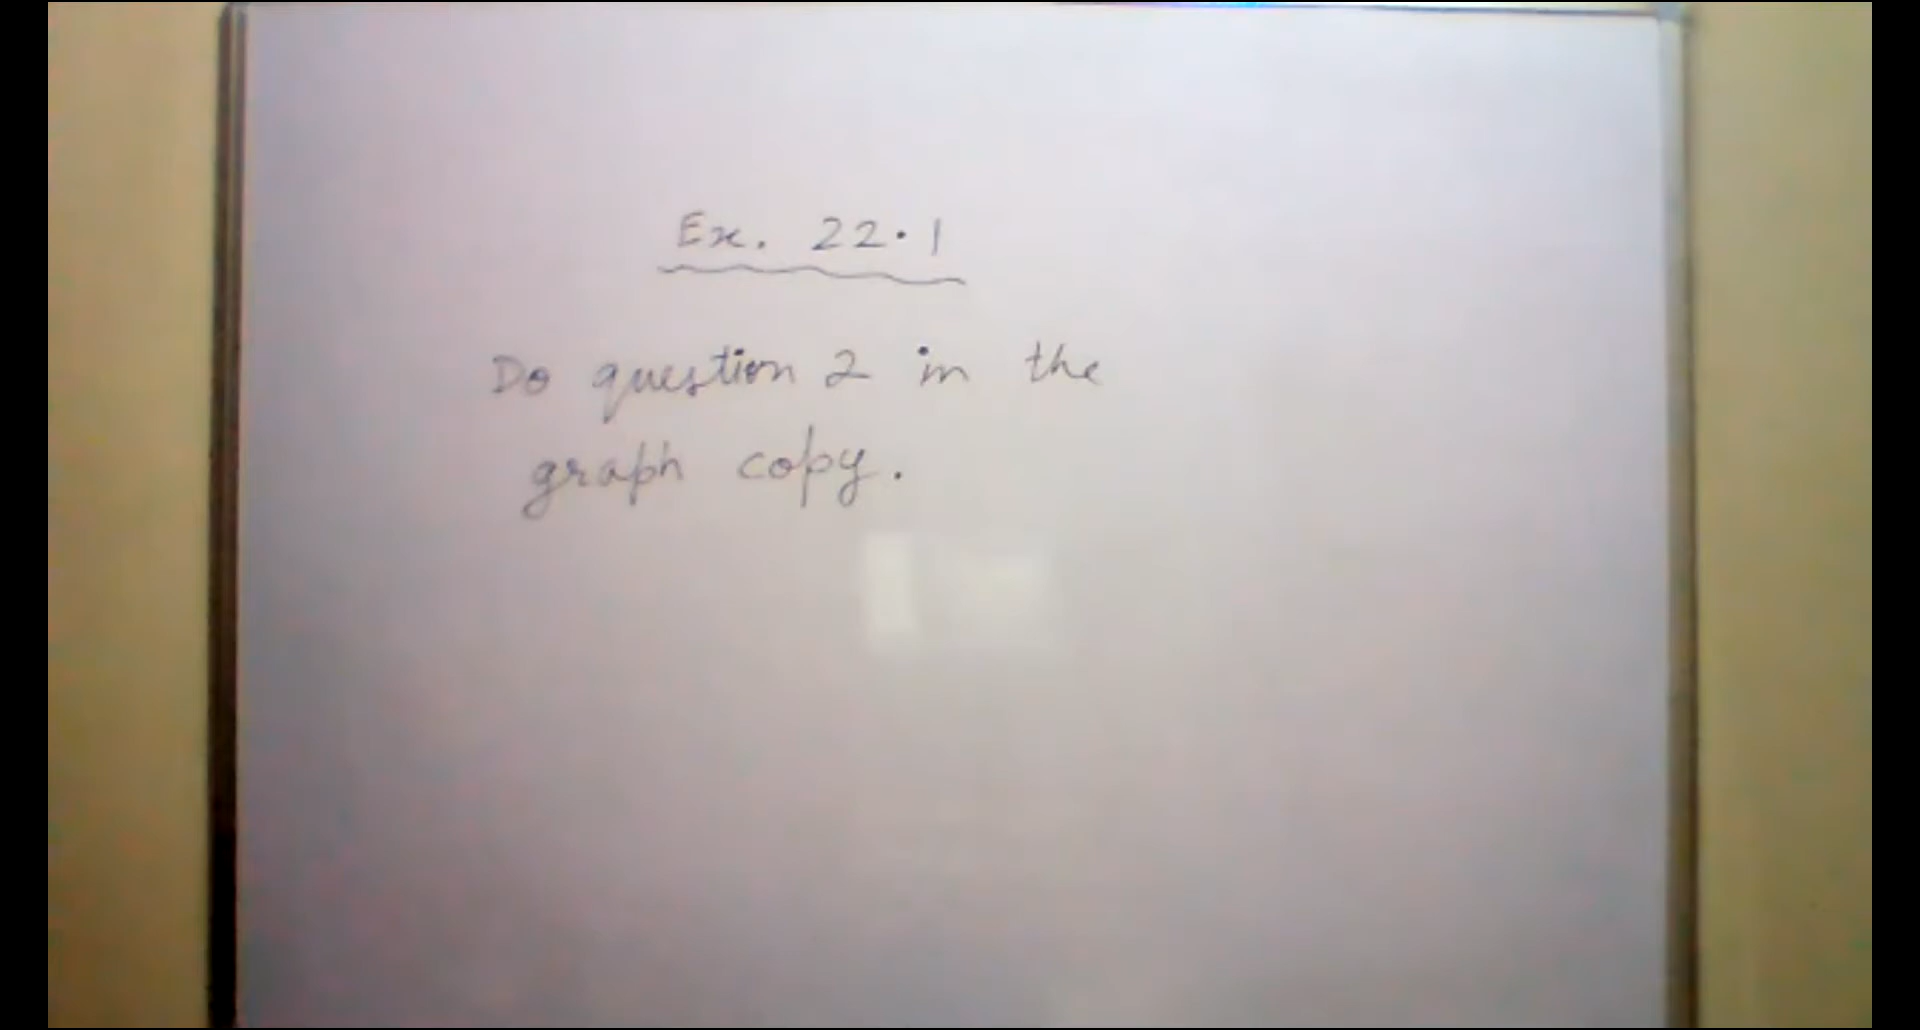 Ex. 22.1
Do question 2 in the
graph copy.